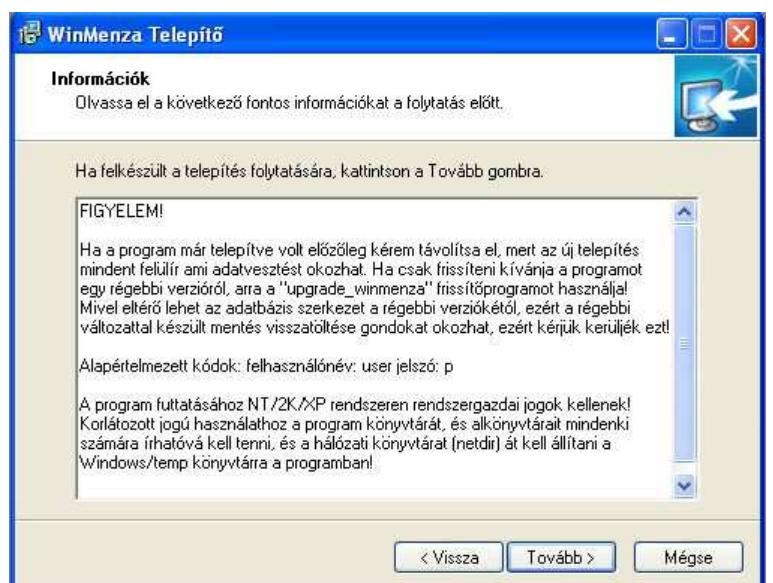 WinMenza Telepítő
Információk
Olvassa el a következő fontos információkat a folytatás előtt.
Ha felkészült a telepítés folytatására, kattintson a Tovább gombra.
FIGYELEM!
Ha a program már telepítve volt előzőleg kérem távolítsa el, mert az új telepítés
mindent felülír ami adatvesztést okozhat. Ha csak frissíteni kívánja a programot
egy régebbi verzióról, arra a "upgrade_winmenza" frissítőprogramot használja!
Mivel eltérő lehet az adatbázis szerkezet a régebbi verziókétól, ezért a régebbi
változattal készült mentés visszatöltése gondokat okozhat, ezért kérjük kerüljék ezt!
Alapértelmezett kódok: felhasználónév: user jelszó: p
A program futtatásához NT/2K/XP rendszeren rendszergazdai jogok kellenek!
Korlátozott jogú használathoz a program könyvtárát, és alkönyvtárait mindenki
számára írhatóvá kell tenni, és a hálózati könyvtárat (netdir) át kell állítani a
Windows/temp könyvtárra a programban!
< Vissza
Tovább >
Mégse